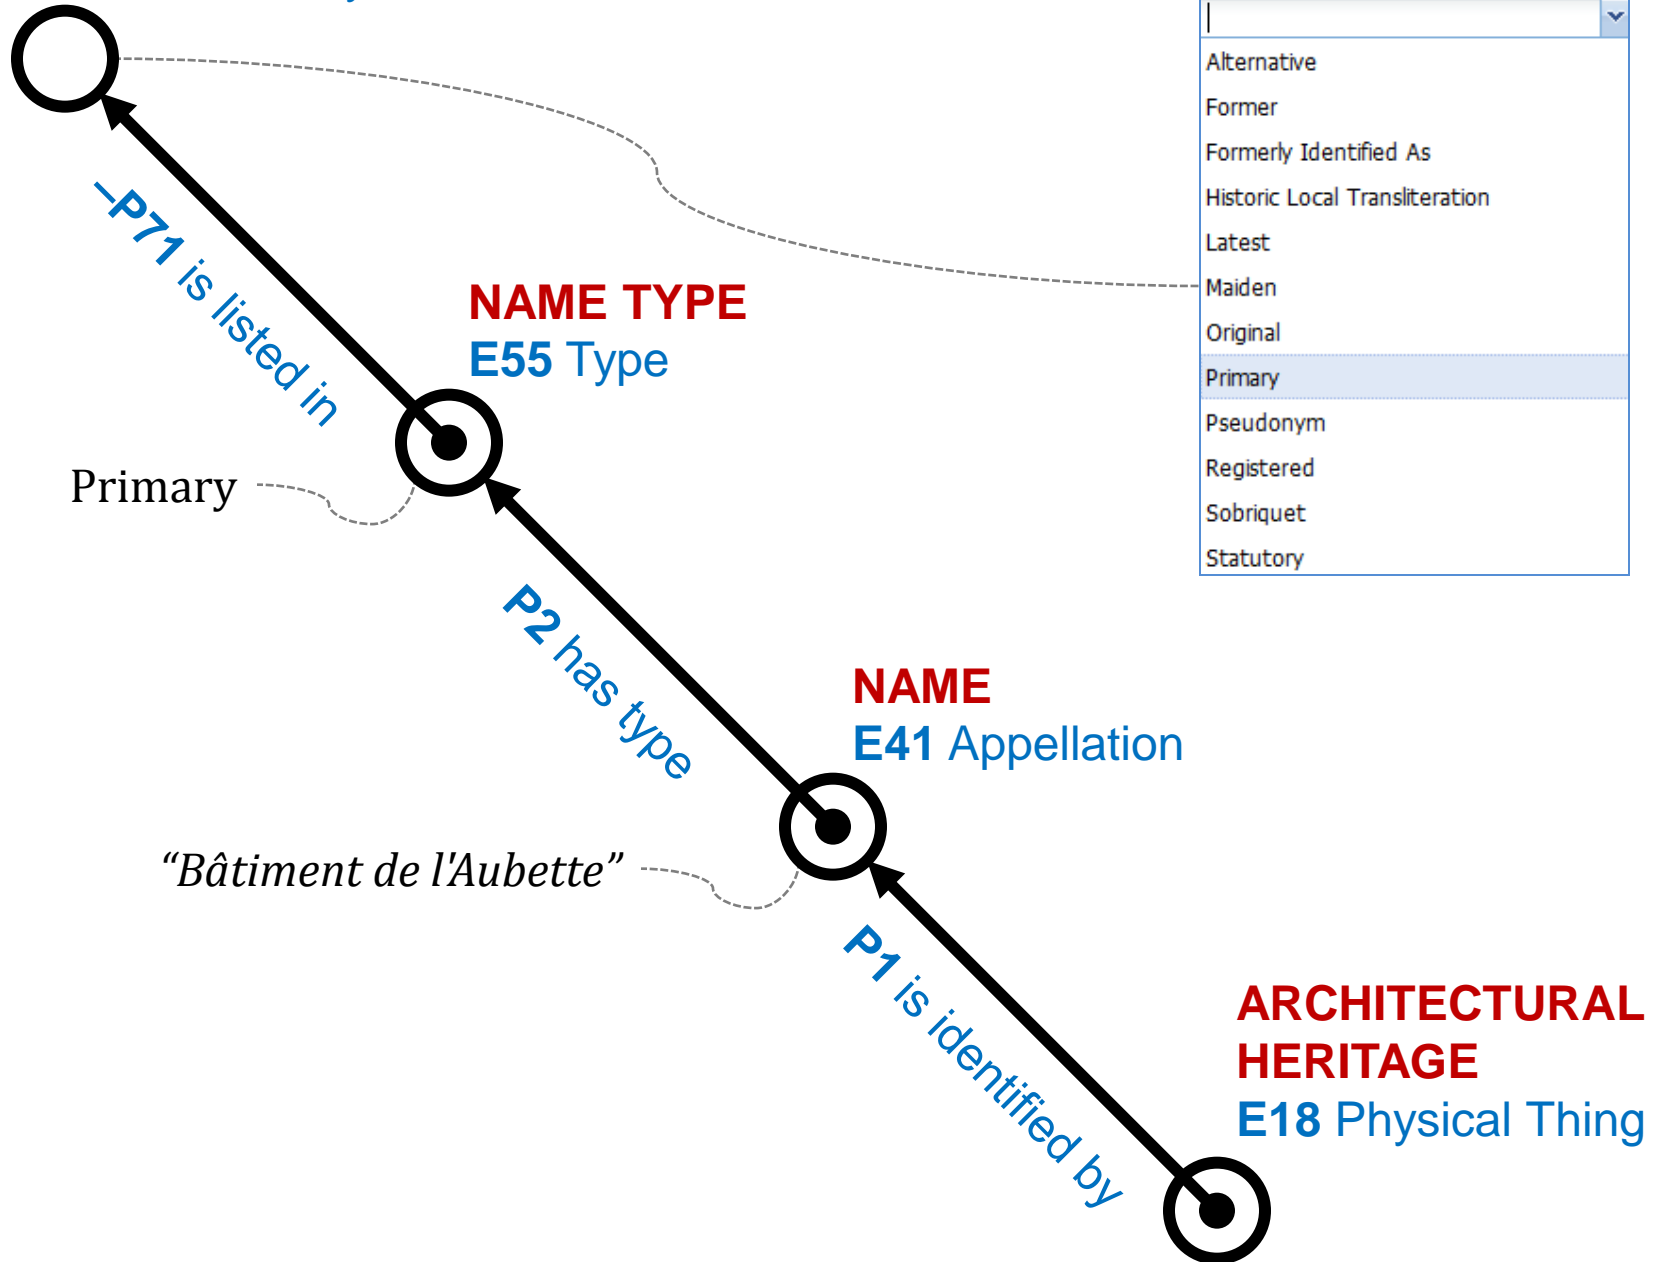 Alternative
Former
Formerly Identified As
Historic Local Transliteration
Latest
Maiden
Original
Primary
Pseudonym
Registered
Sobriquet
Statutory
–P71 is listed in
NAME TYPE
E55 Type
Primary
P2 has type
NAME
E41 Appellation
“Bâtiment de l'Aubette”
P1 is identified by
ARCHITECTURAL
HERITAGE
E18 Physical Thing